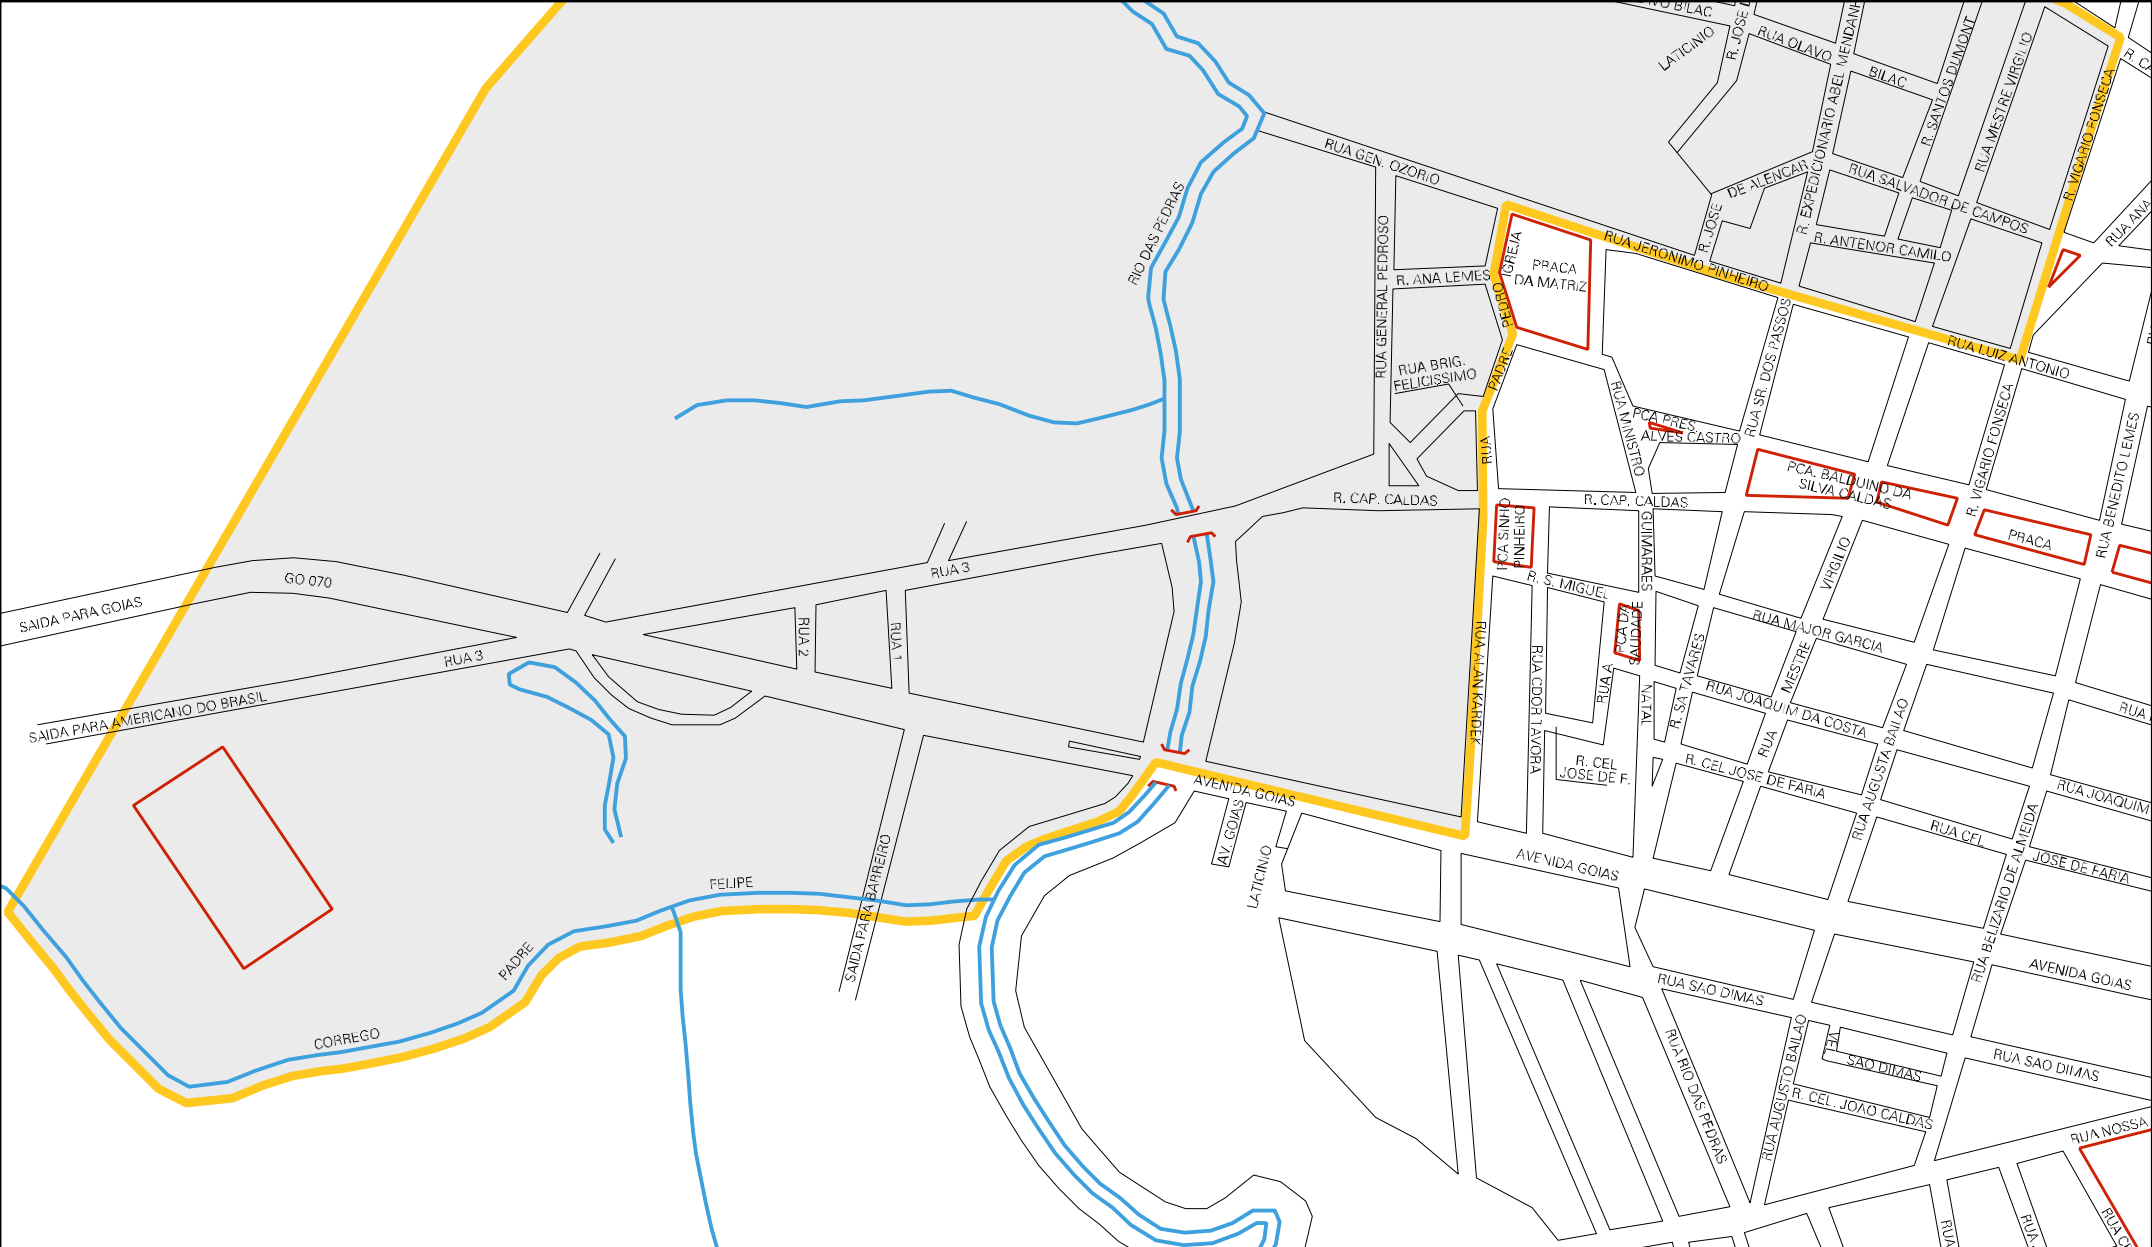 R. JOSE
LATICINIO
RUA OLAVO
BILAC
R. EXPEDICIONARIO ABEL MENDANH
R. SANTOS DUMONT
RUA MESTRE VIRGILIO
R. VIGARIO FONSECA
R. CA
RUA ANA
RUA GEN. OZORIO
R. JOSE
DE ALENCAR
RUA SALVADOR DE CAMPOS
R. ANTENOR CAMILO
RIO DAS PEDRAS
RUA GENERAL PEDROSO
R. ANA LEMES
IGREJA
PRACA
DA MATRIZ
RUA JERONIMO PINHEIRO
RUA LUIZ ANTONIO
RUA
PADRE
PEDRO
RUA BRIG.
FELICISSIMO
RUA MINISTRO
GUIMARAES
NATAL
PCA PRES.
ALVES CASTRO
RUA SR. DOS PASSOS
PCA. BALDUINO DA
SILVA CALDAS
R. VIGARIO FONSECA
RUA BENEDITO LEMES
PRACA
R. CAP. CALDAS
R. CAP. CALDAS
PCA SINHO
PINHEIRO
R. S. MIGUEL
PCA DA
SAUDADE
RUA A
RUA
MESTRE
VIRGILIO
RUA MAJOR GARCIA
R. SA TAVARES
RUA JOAQUIM DA COSTA
R. CEL JOSE DE FARIA
R. CEL
JOSE DE F.
RUA CDOR TAVORA
RUA ALAN KARDEK
RUA AUGUSTA BAILAO
RUA
RUA JOAQUIM
RUA CEL
JOSE DE FARIA
RUA BELIZARIO DE ALMEIDA
GO 070
SAIDA PARA GOIAS
RUA 3
RUA 3
RUA 2
RUA 1
SAIDA PARA AMERICANO DO BRASIL
AVENIDA GOIAS
AV. GOIAS
LATICINIO
AVENIDA GOIAS
AVENIDA GOIAS
SAIDA PARA BARREIRO
CORREGO
PADRE
FELIPE
RUA SAO DIMAS
RUA SAO DIMAS
SAO DIMAS
R. CEL. JOAO CALDAS
RUA AUGUSTO BAILAO
RUA RIO DAS PEDRAS
RUA NOSSA
RUA
RUA
RUA C